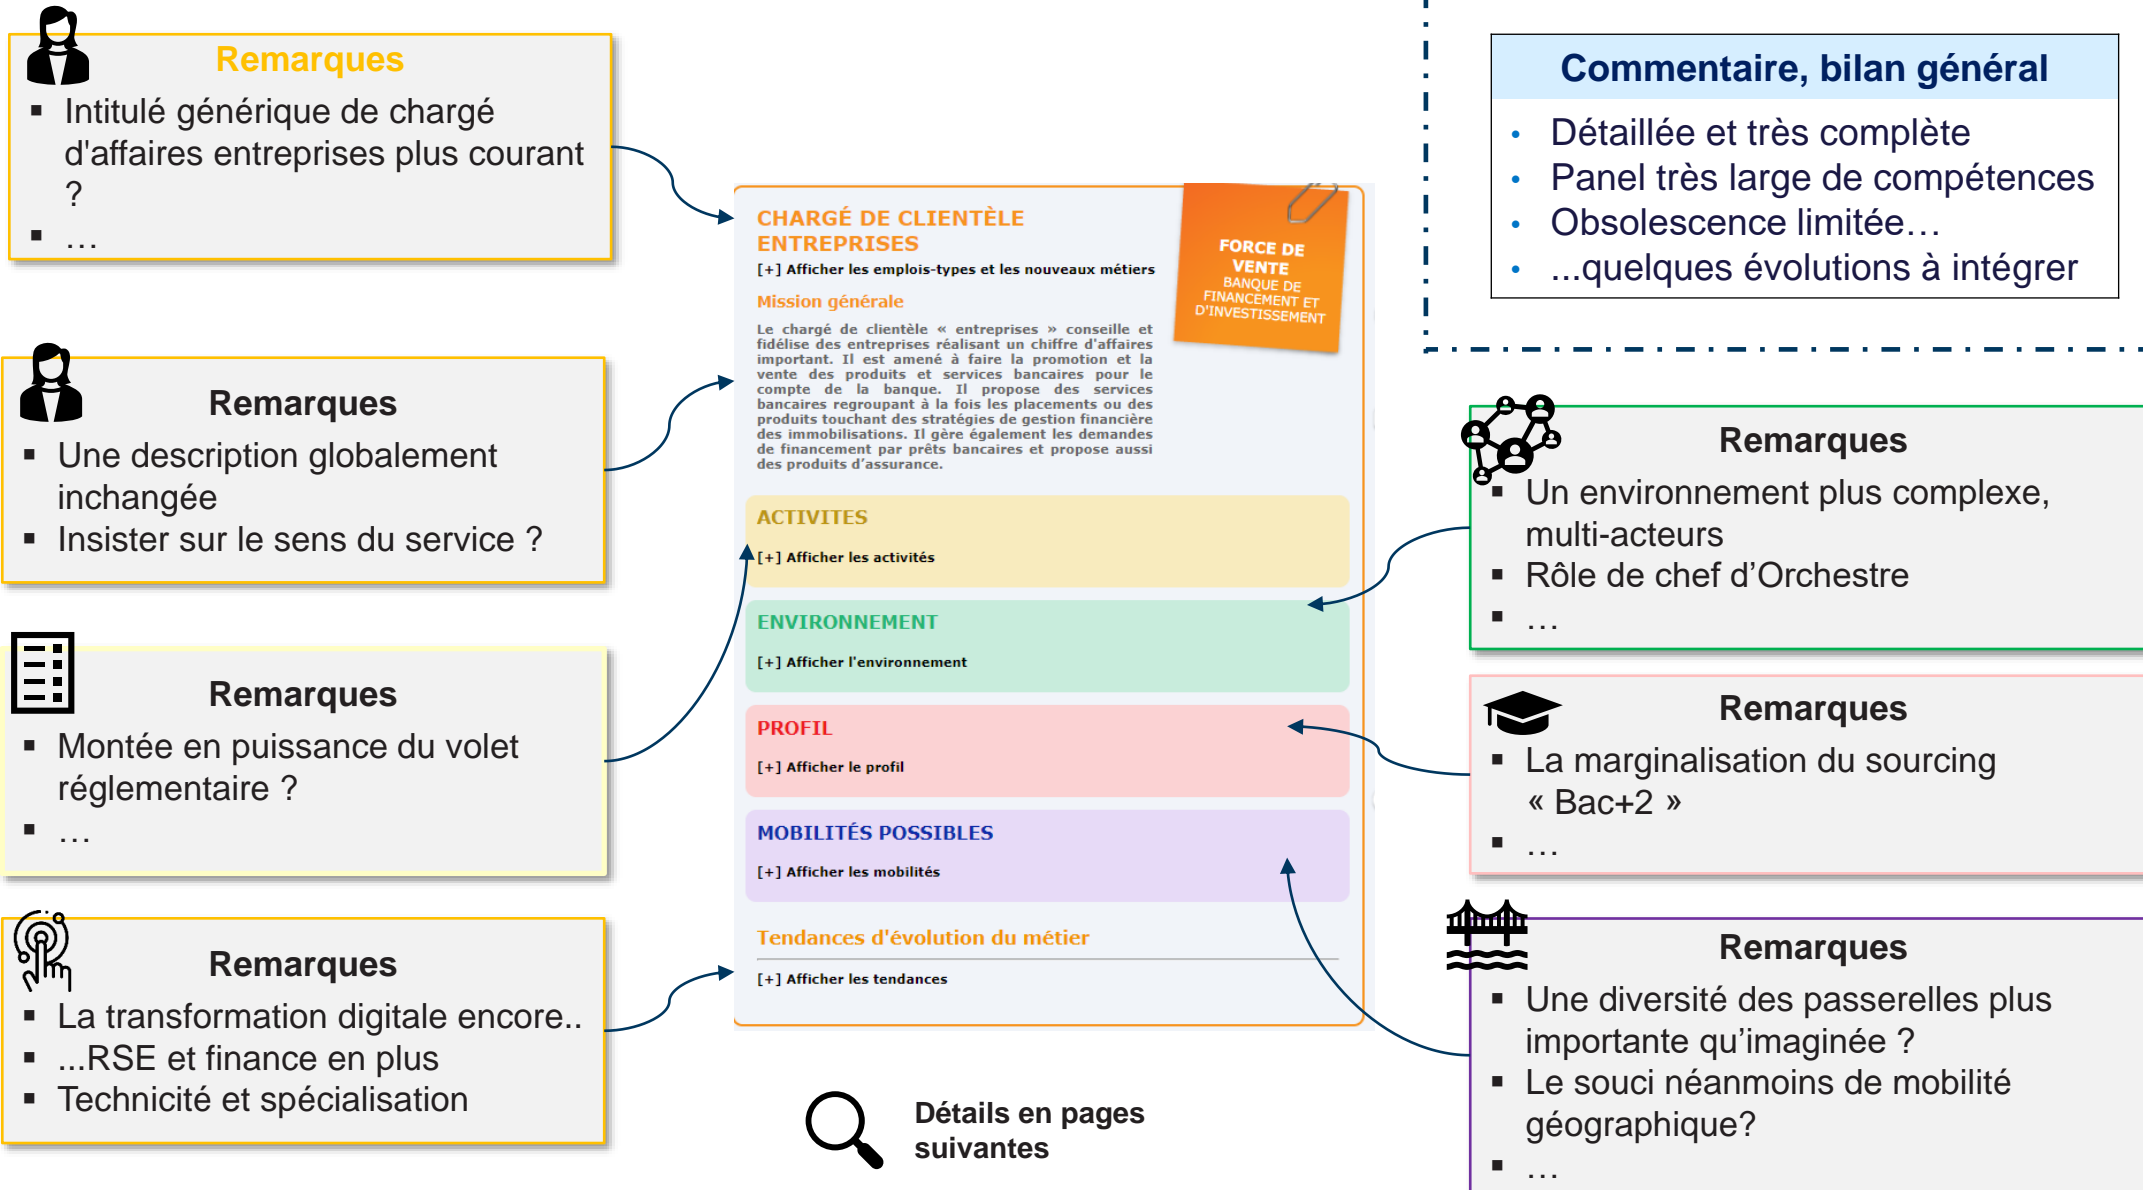 Remarques
▪ Intitulé générique de chargé
d'affaires entreprises plus courant
?
▪ …
Remarques
▪ Une description globalement
inchangée
▪ Insister sur le sens du service ?
Remarques
▪ Montée en puissance du volet
réglementaire ?
▪ …
Remarques
▪ La transformation digitale encore..
▪ ...RSE et finance en plus
▪ Technicité et spécialisation
CHARGÉ DE CLIENTÈLE
ENTREPRISES
[+] Afficher les emplois-types et les nouveaux métiers
FORCE DE
VENTE
BANQUE DE
FINANCEMENT ET
D'INVESTISSEMENT
Mission générale
Le chargé de clientèle « entreprises » conseille et
fidélise des entreprises réalisant un chiffre d'affaires
important. Il est amené à faire la promotion et la
vente des produits et services bancaires pour le
compte de la banque. Il propose des services
bancaires regroupant à la fois les placements ou des
produits touchant des stratégies de gestion financière
des immobilisations. Il gère également les demandes
de financement par prêts bancaires et propose aussi
des produits d'assurance.
ACTIVITES
[+] Afficher les activités
ENVIRONNEMENT
[+] Afficher l'environnement
PROFIL
[+] Afficher le profil
MOBILITÉS POSSIBLES
[+] Afficher les mobilités
Tendances d'évolution du métier
[+] Afficher les tendances
Détails en pages
suivantes
Commentaire, bilan général
• Détaillée et très complète
• Panel très large de compétences
• Obsolescence limitée…
• ...quelques évolutions à intégrer
Remarques
▪ Un environnement plus complexe,
multi-acteurs
▪ Rôle de chef d’Orchestre
▪ …
Remarques
▪ La marginalisation du sourcing
« Bac+2 »
▪ …
Remarques
▪ Une diversité des passerelles plus
importante qu’imaginée ?
▪ Le souci néanmoins de mobilité
géographique?
▪ …